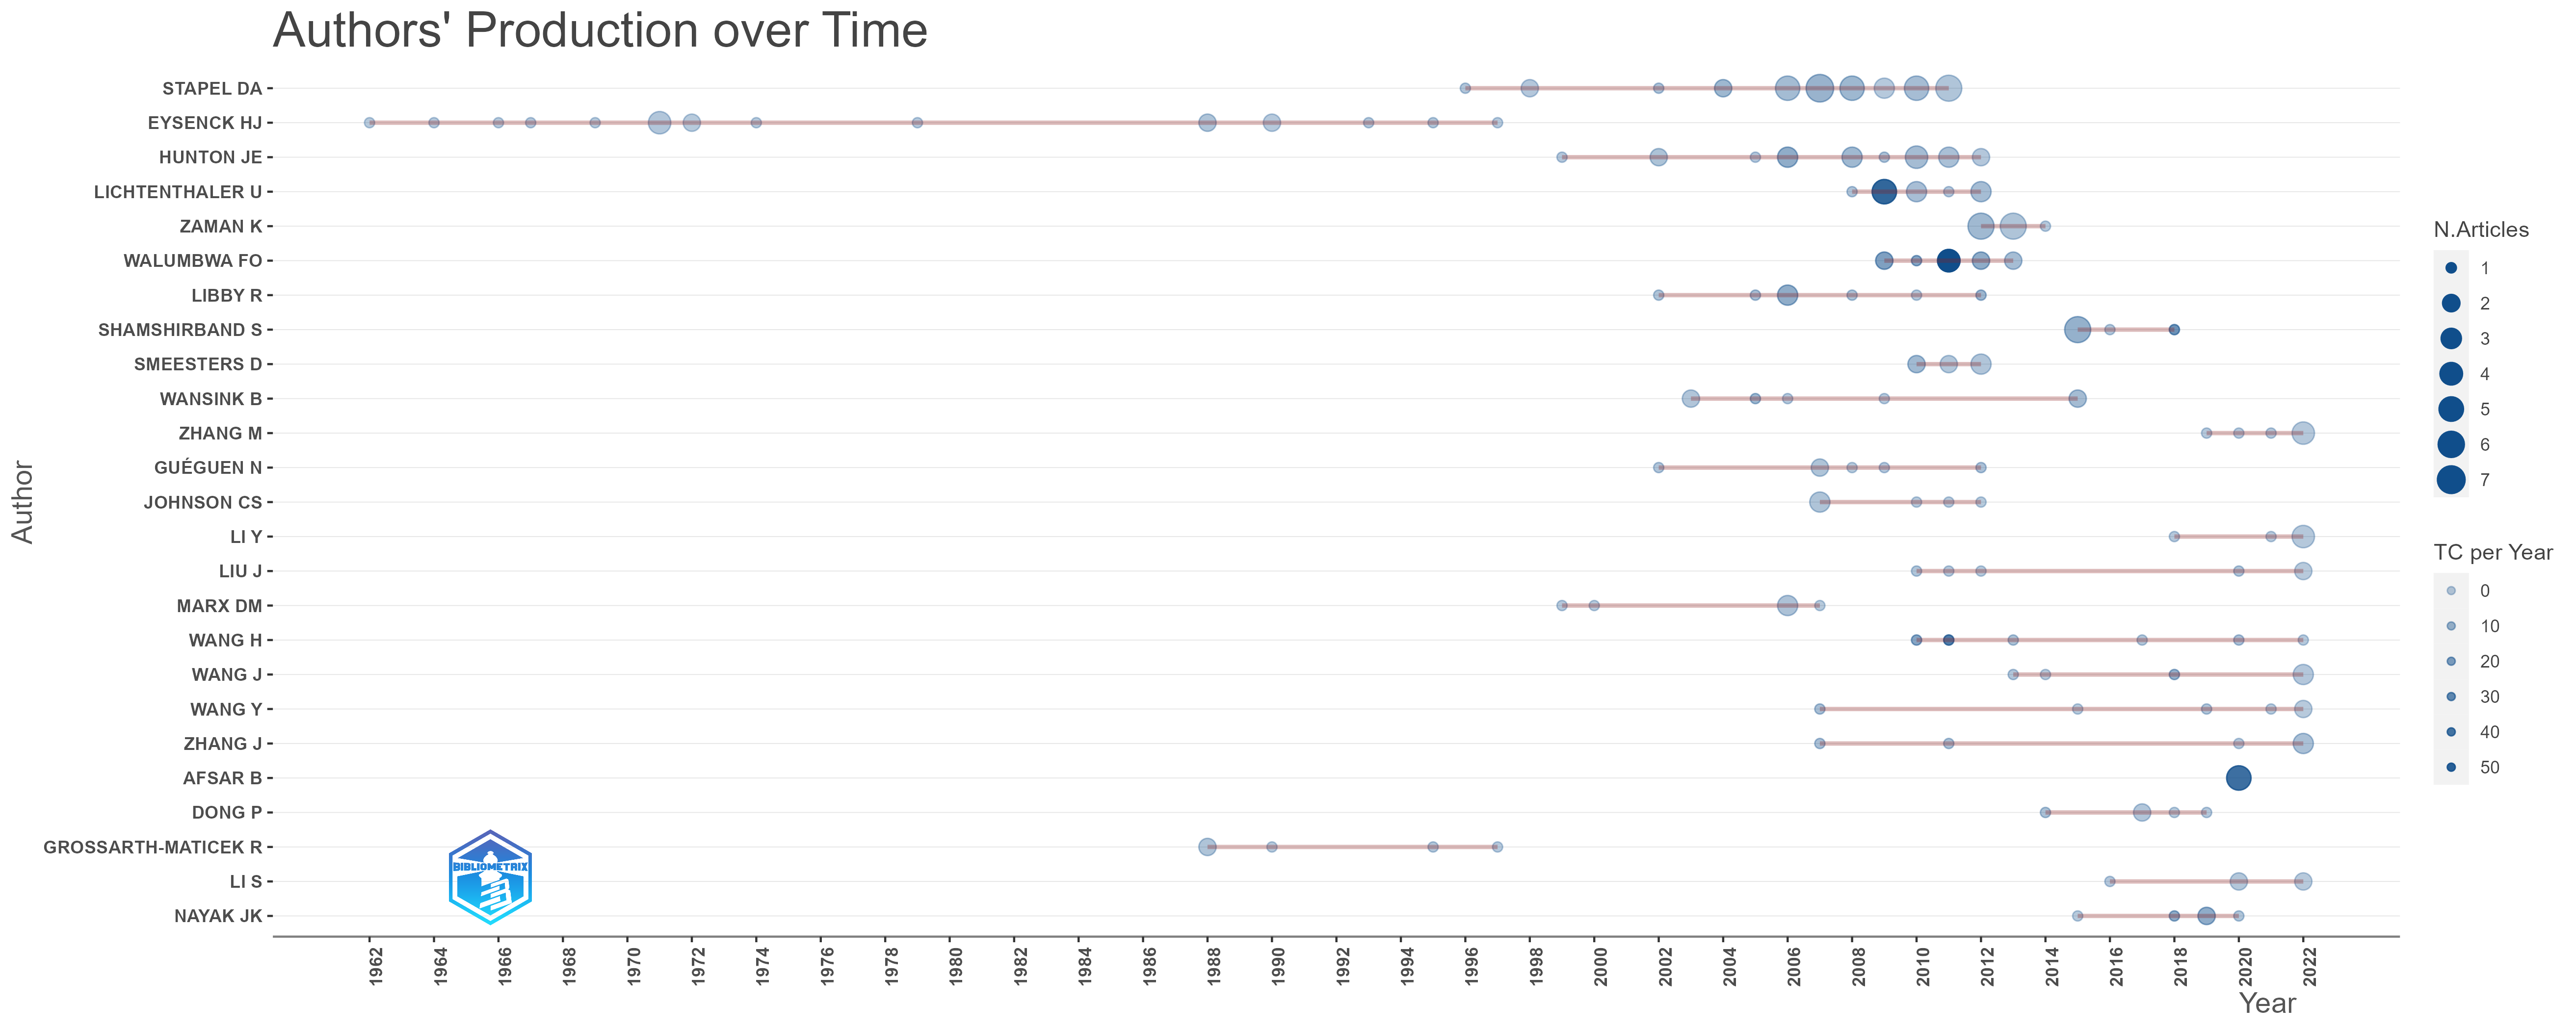 Authors' Production over Time
Author
STAPEL DA
EYSENCK HJ
HUNTON JE
LICHTENTHALER U
ZAMAN K
WALUMBWA FO
LIBBY R
SHAMSHIRBAND S
SMEESTERS D
WANSINK B
ZHANG M
GUÉGUEN N
JOHNSON CS
LI Y
LIU J
MARX DM
WANG H
WANG J
WANG Y
ZHANG J
AFSAR B
DONG P
GROSSARTH-MATICEK R
LI S
NAYAK JK
BIBLIOMETRIX
1962 1964 1966 1968 1970 1972 1974 1976 1978 1980 1982 1984 1986 1988 1990 1992 1994 1996 1998 2000 2002 2004 2006 2008 2010 2012 2014 2016 2018 2020 2022
Year
N.Articles
1
2
3
4
5
6
7
TC per Year
0
10
20
30
40
50